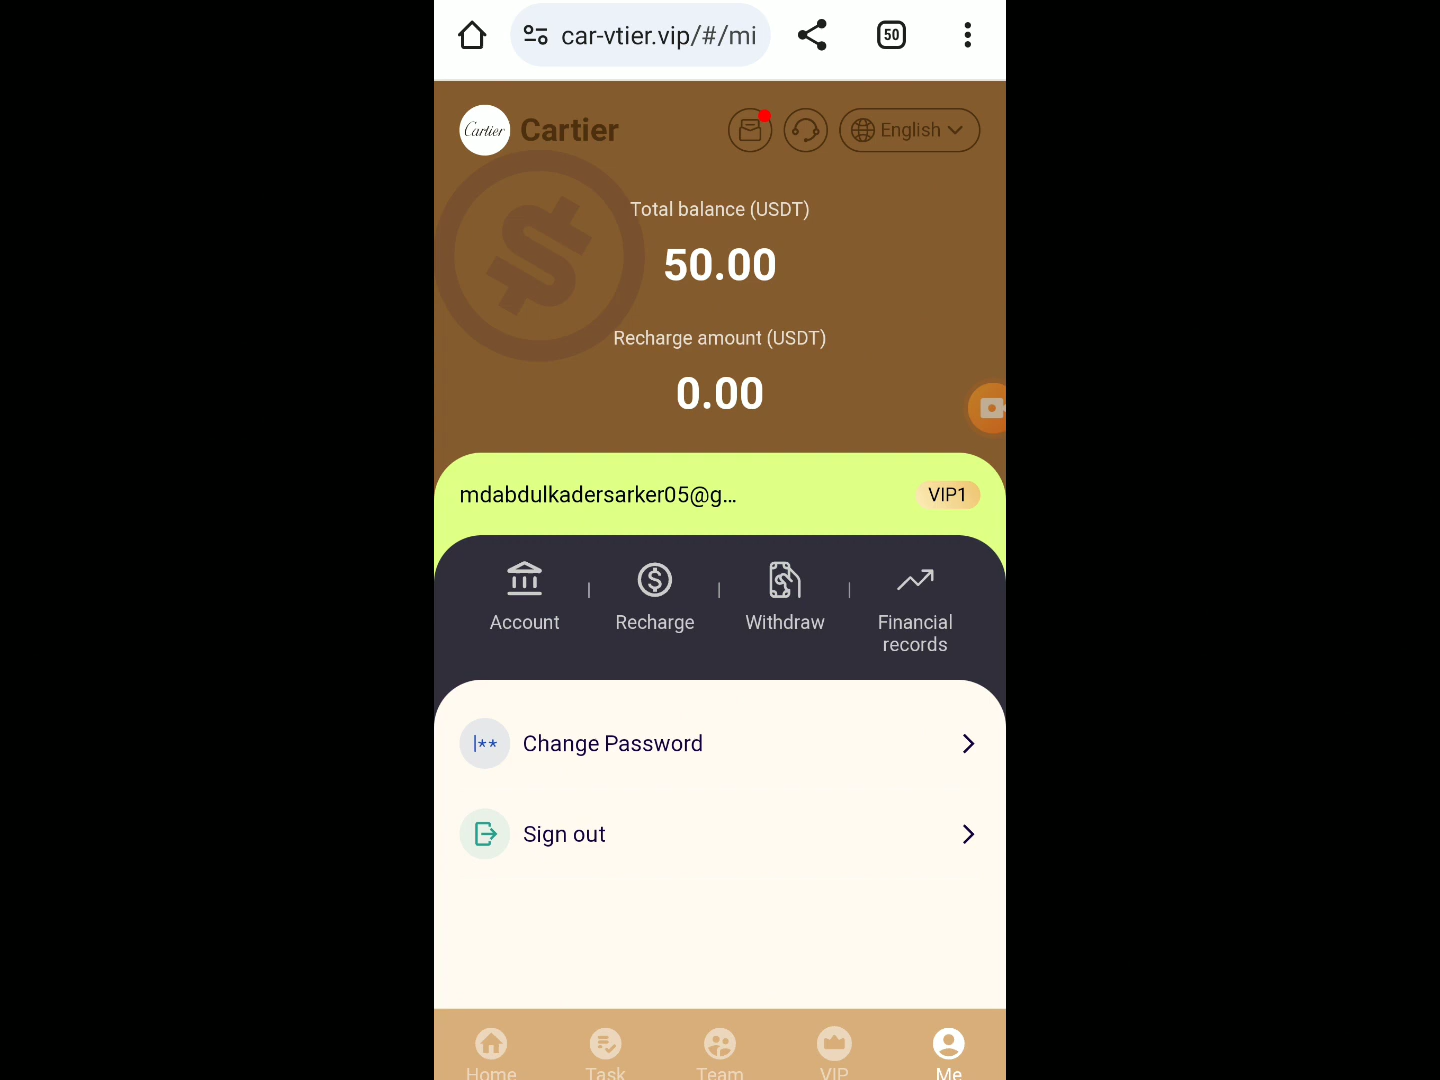 car-vtier.vip/#/mi
50
Cartier Cartier
English
Total balance (USDT)
50.00
Recharge amount (USDT)
0.00
mdabdulkadersarker05@g...
VIP1
Account
Recharge
Withdraw
Financial
records
|** Change Password
Sign out
Home
Task
Team
VIP
Me